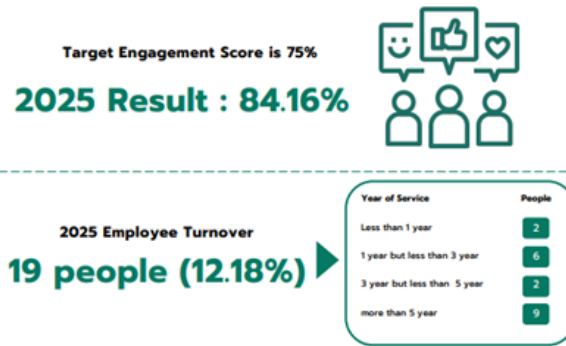 Target Engagement Score is 75%
2025 Result : 84.16%
2025 Employee Turnover
19 people (12.18%)
Year of Service People
Less than 1 year 2
1 year but less than 3 year 6
3 year but less than 5 year 2
more than 5 year 9